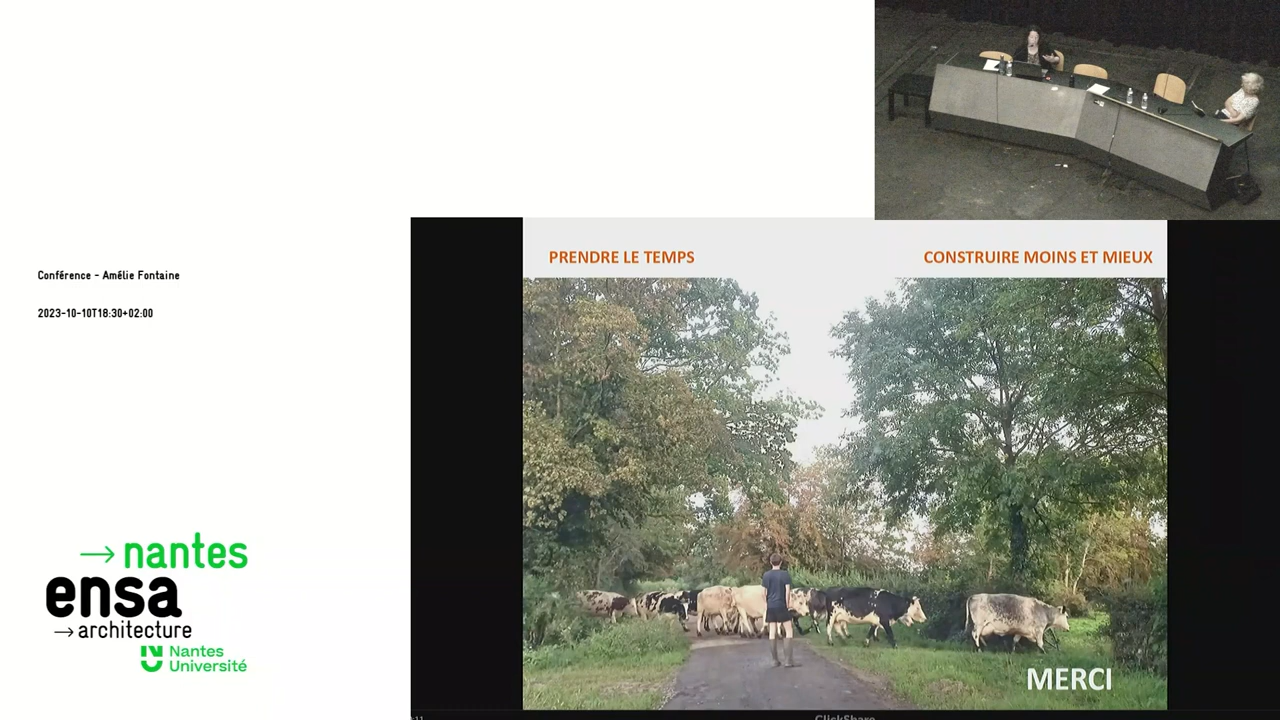 PRENDRE LE TEMPS
CONSTRUIRE MOINS ET MIEUX
Conférence - Amélie Fontaine
2023-10-10T18:30+02:00
→nantes
ensa
→architecture
Nantes
Université
MERCI
ClickShare